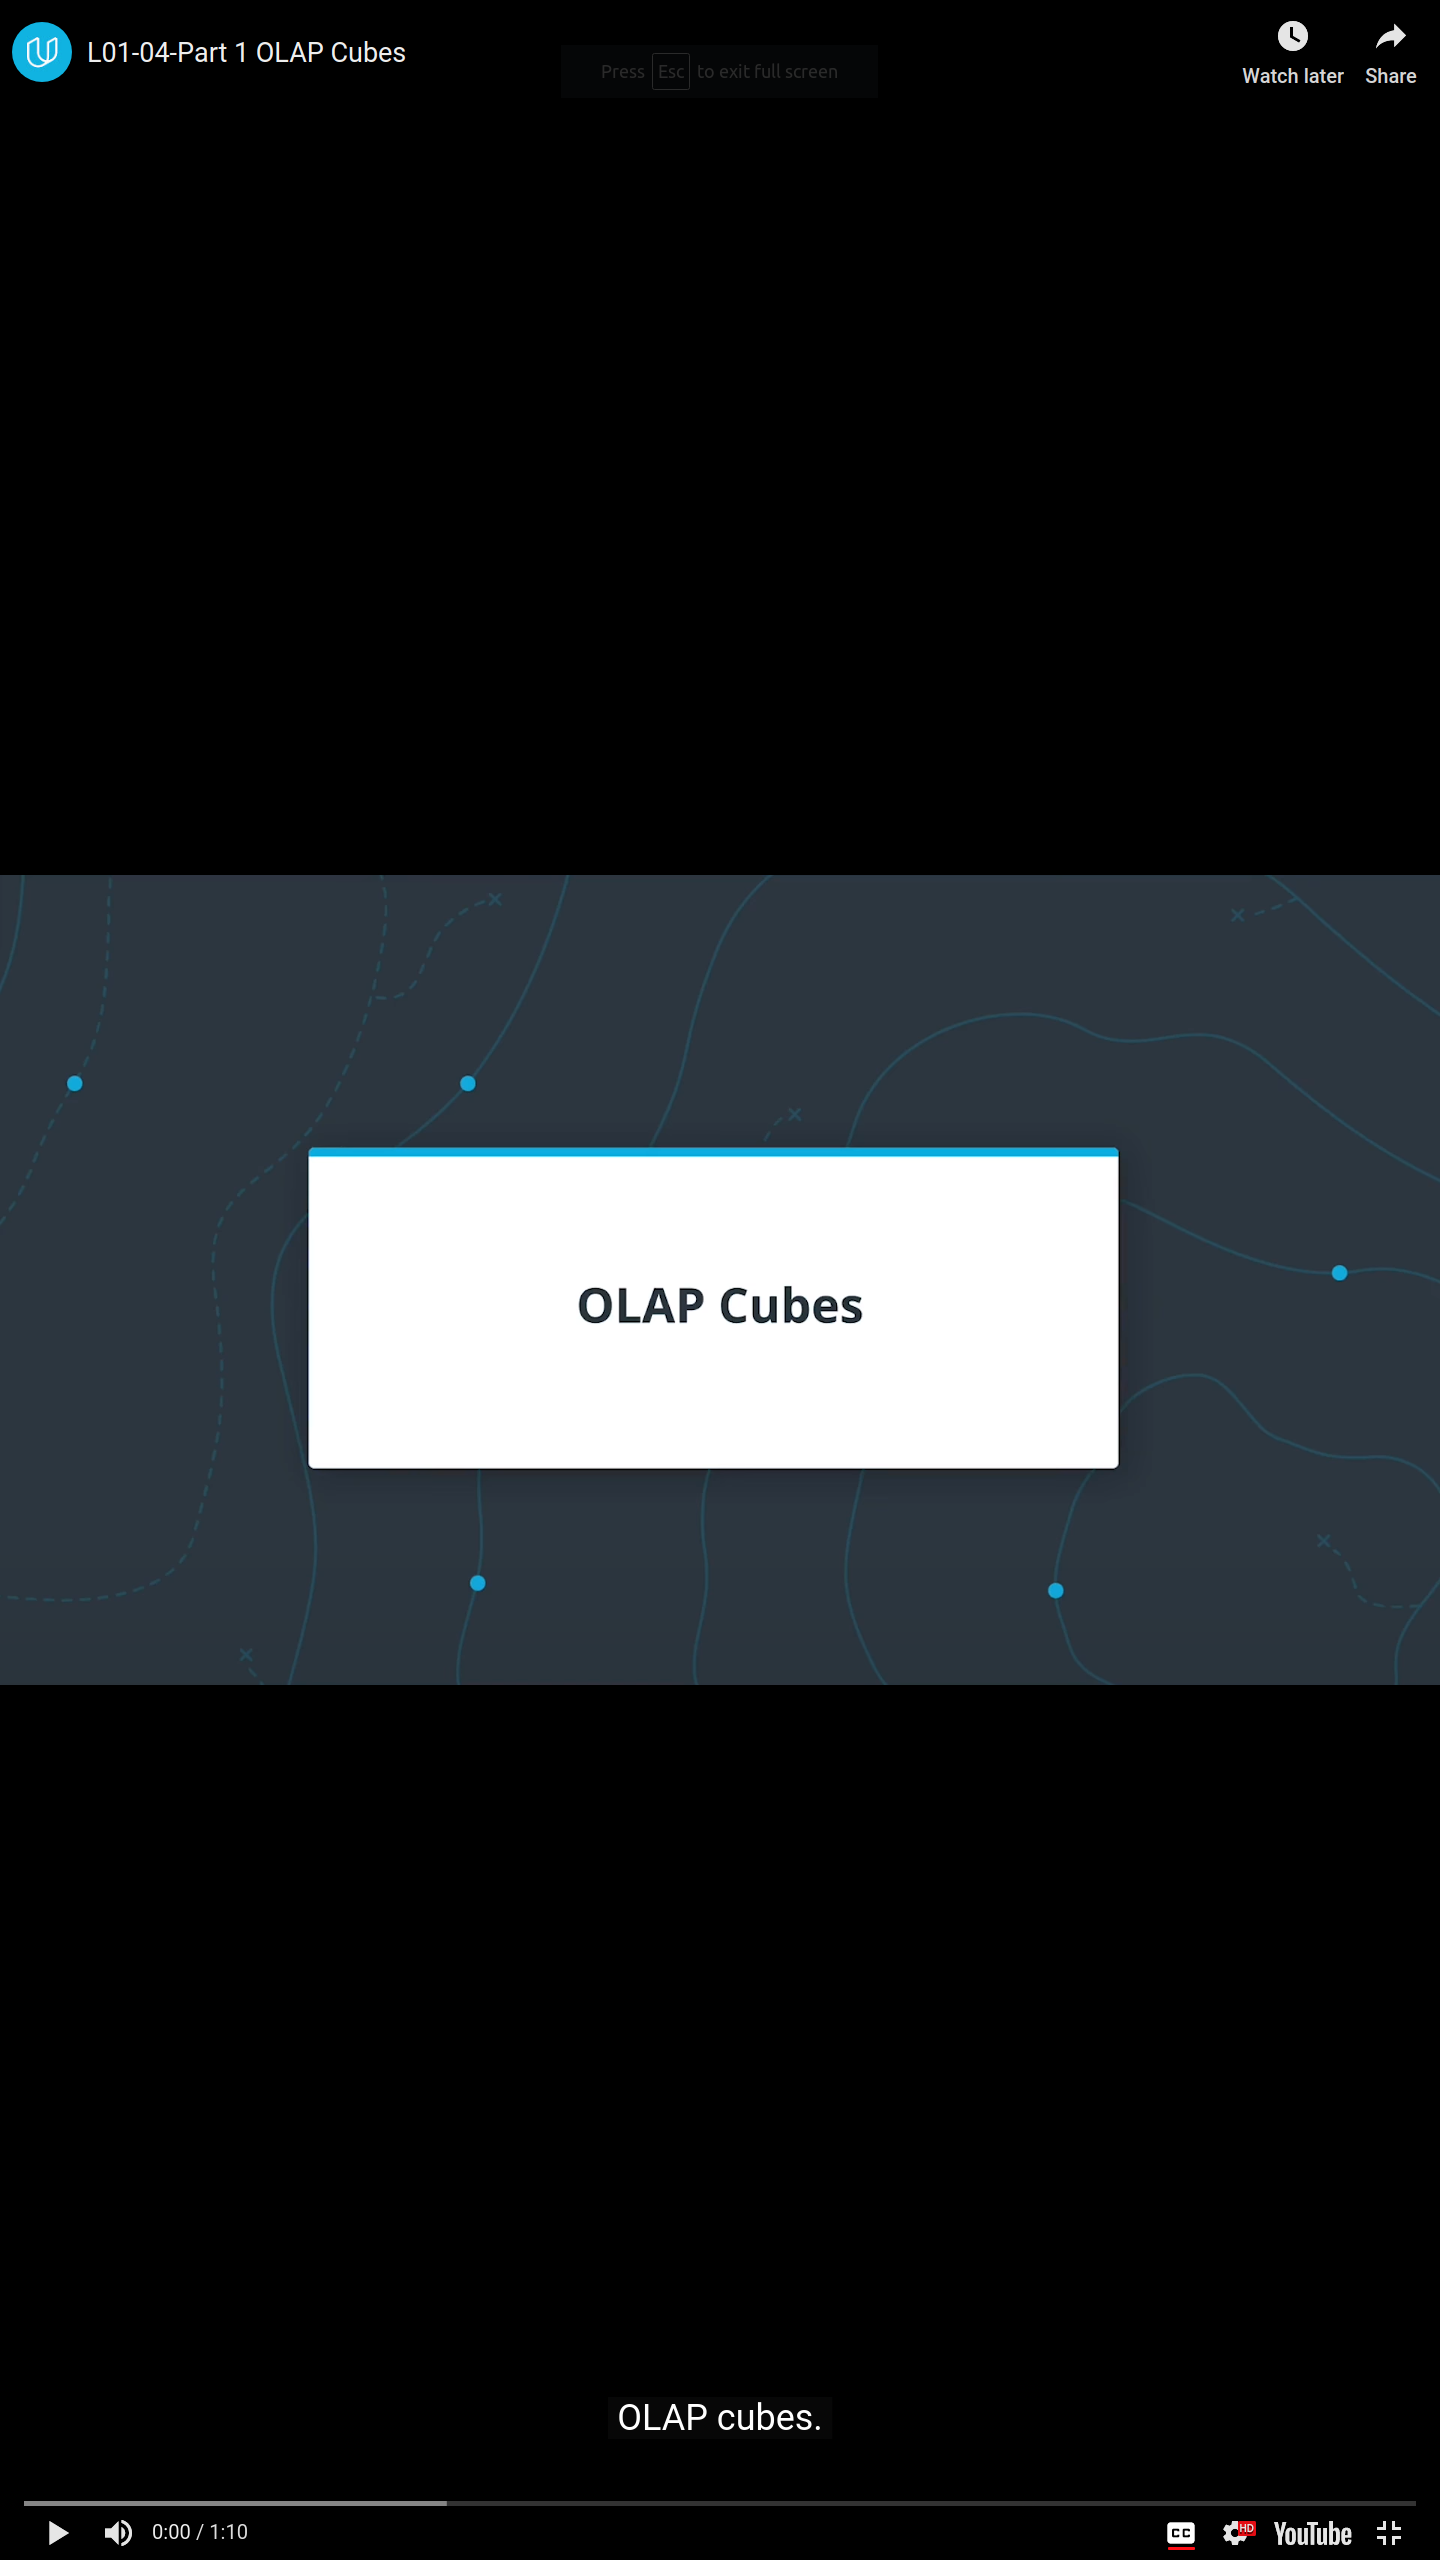 L01-04-Part 1 OLAP Cubes
Press Esc to exit full screen
Watch later
Share
OLAP Cubes
OLAP cubes.
0:00 / 1:10
CC
HD
YouTube